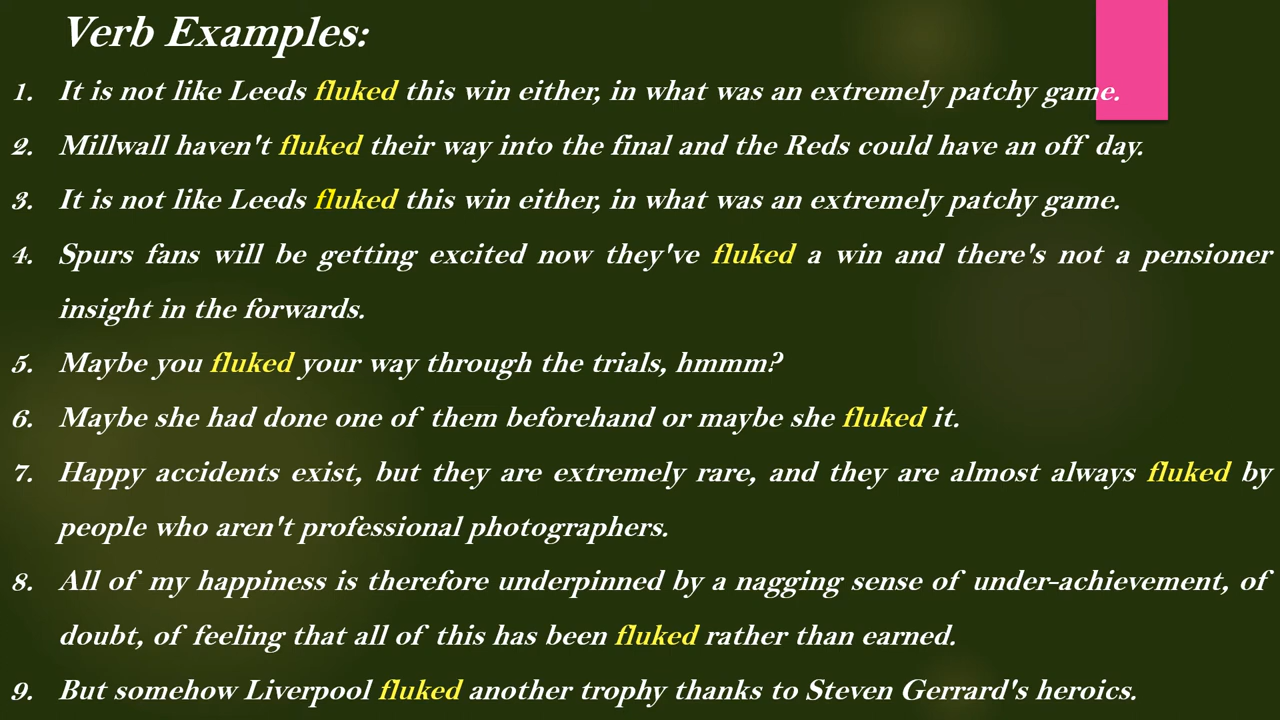 Verb Examples:
1. It is not like Leeds fluked this win either, in what was an extremely patchy game.
2. Millwall haven't fluked their way into the final and the Reds could have an off day.
3. It is not like Leeds fluked this win either, in what was an extremely patchy game.
4. Spurs fans will be getting excited now they've fluked a win and there's not a pensioner
insight in the forwards.
5. Maybe you fluked your way through the trials, hmmm?
6. Maybe she had done one of them beforehand or maybe she fluked it.
7. Happy accidents exist, but they are extremely rare, and they are almost always fluked by
people who aren't professional photographers.
8. All of my happiness is therefore underpinned by a nagging sense of under-achievement, of
doubt, of feeling that all of this has been fluked rather than earned.
9. But somehow Liverpool fluked another trophy thanks to Steven Gerrard's heroics.